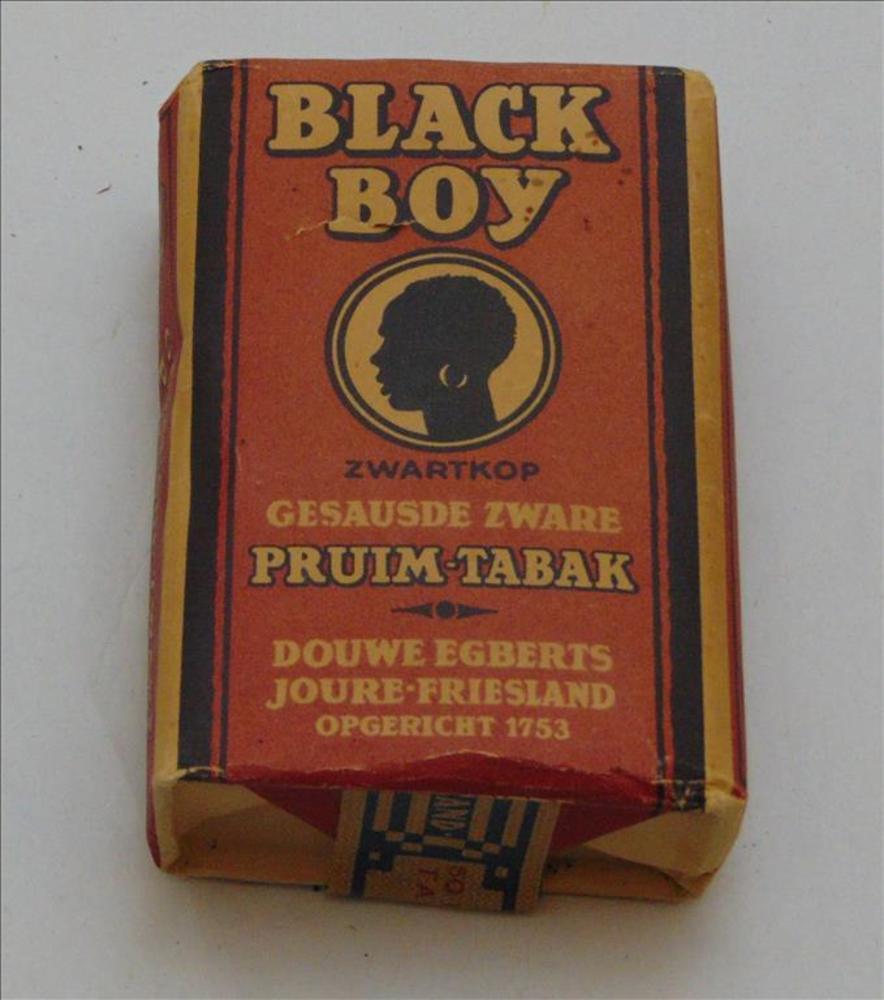 BLACK
BOY
ZWARTKOP
GESAUSDE ZWARE
PRUIM-TABAK
DOUWE EGBERTS
JOURE-FRIESLAND
OPGERICHT 1753